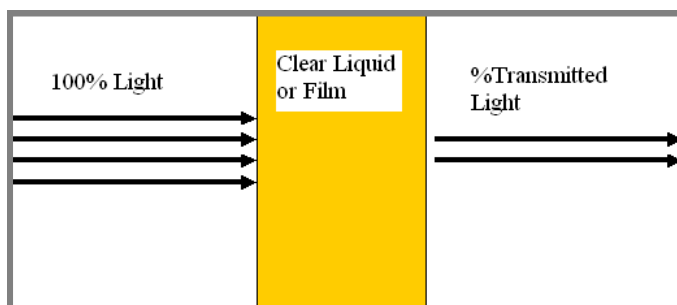 100% Light
Clear Liquid
or Film
%Transmitted
Light